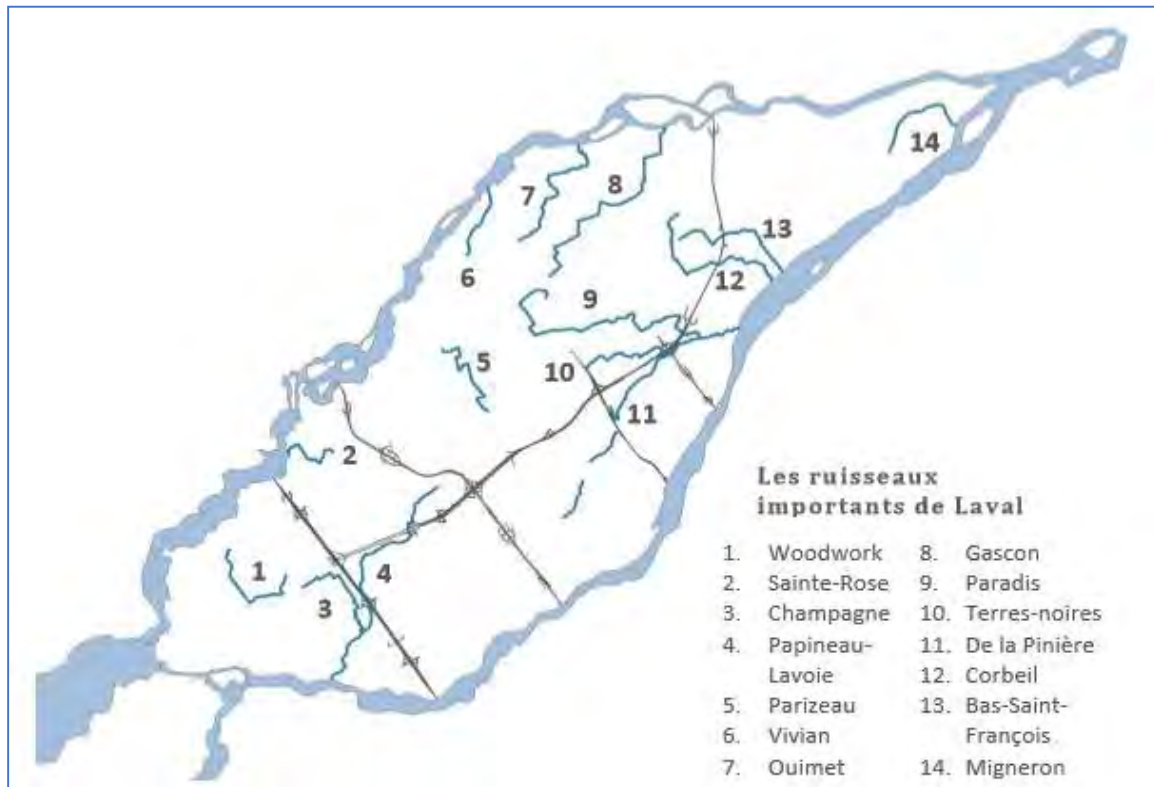 14
7
8
13
6
12
9
5
10
11
2
1
4
3
Les ruisseaux
importants de Laval
1. Woodwork
2. Sainte-Rose
3. Champagne
4. Papineau-
Lavoie
5. Parizeau
6. Vivian
7. Ouimet
8. Gascon
9. Paradis
10. Terres-noires
11. De la Pinière
12. Corbeil
13. Bas-Saint-
François
14. Migneron